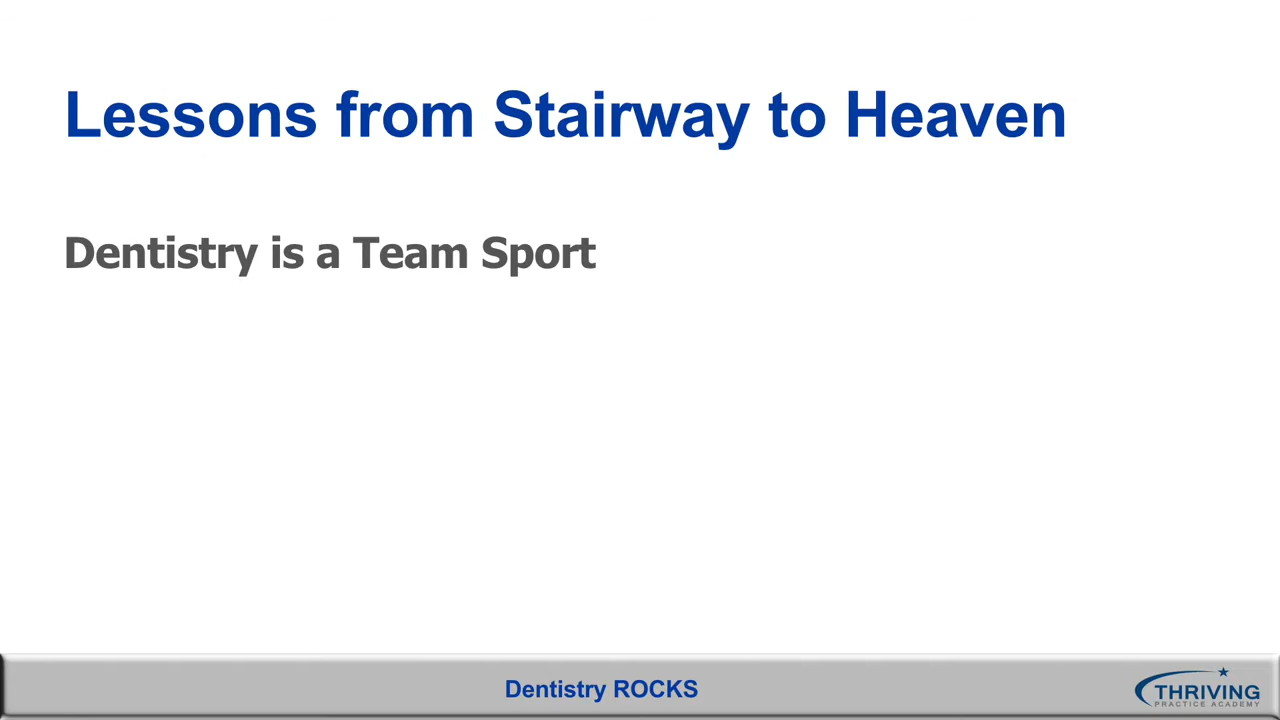 Lessons from Stairway to Heaven
Dentistry is a Team Sport
Dentistry ROCKS
THRIVING
PRACTICE ACADEMY